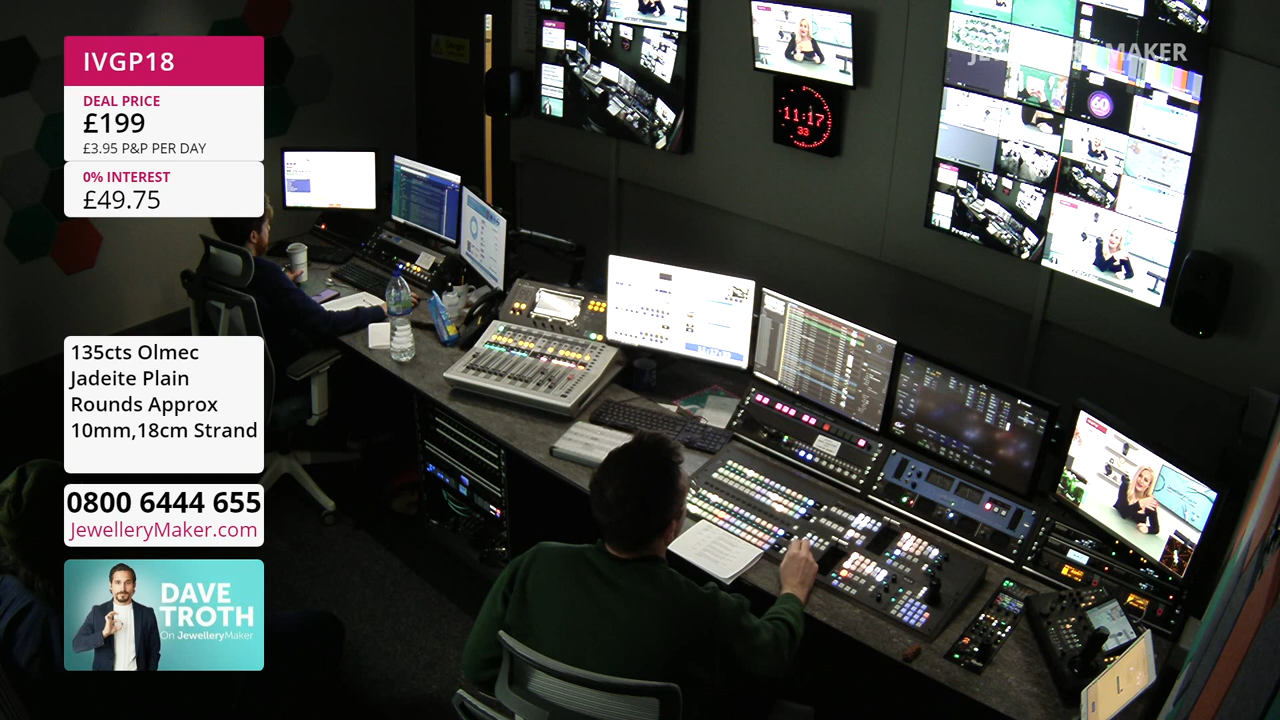 IVGP18
DEAL PRICE
£199
£3.95 P&P PER DAY
0% INTEREST
£49.75
135cts Olmec
Jadeite Plain
Rounds Approx
10mm,18cm Strand
0800 6444 655
JewelleryMaker.com
DAVE
TROTH
On JewelleryMaker
11:17
33
60